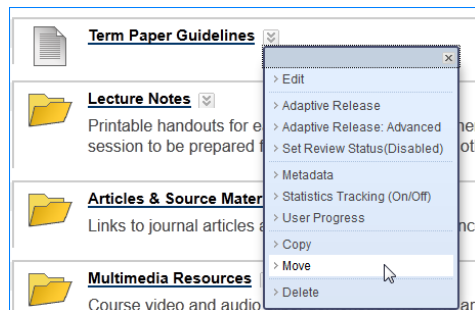 Term Paper Guidelines
Lecture Notes
Printable handouts for
session to be prepared
Articles & Source
Links to journal articles
Multimedia Resources
Course video and audio
> Edit
> Adaptive Release
> Adaptive Release: Advanced
> Set Review Status(Disabled)
> Metadata
> Statistics Tracking (On/Off)
> User Progress
> Copy
> Move
> Delete